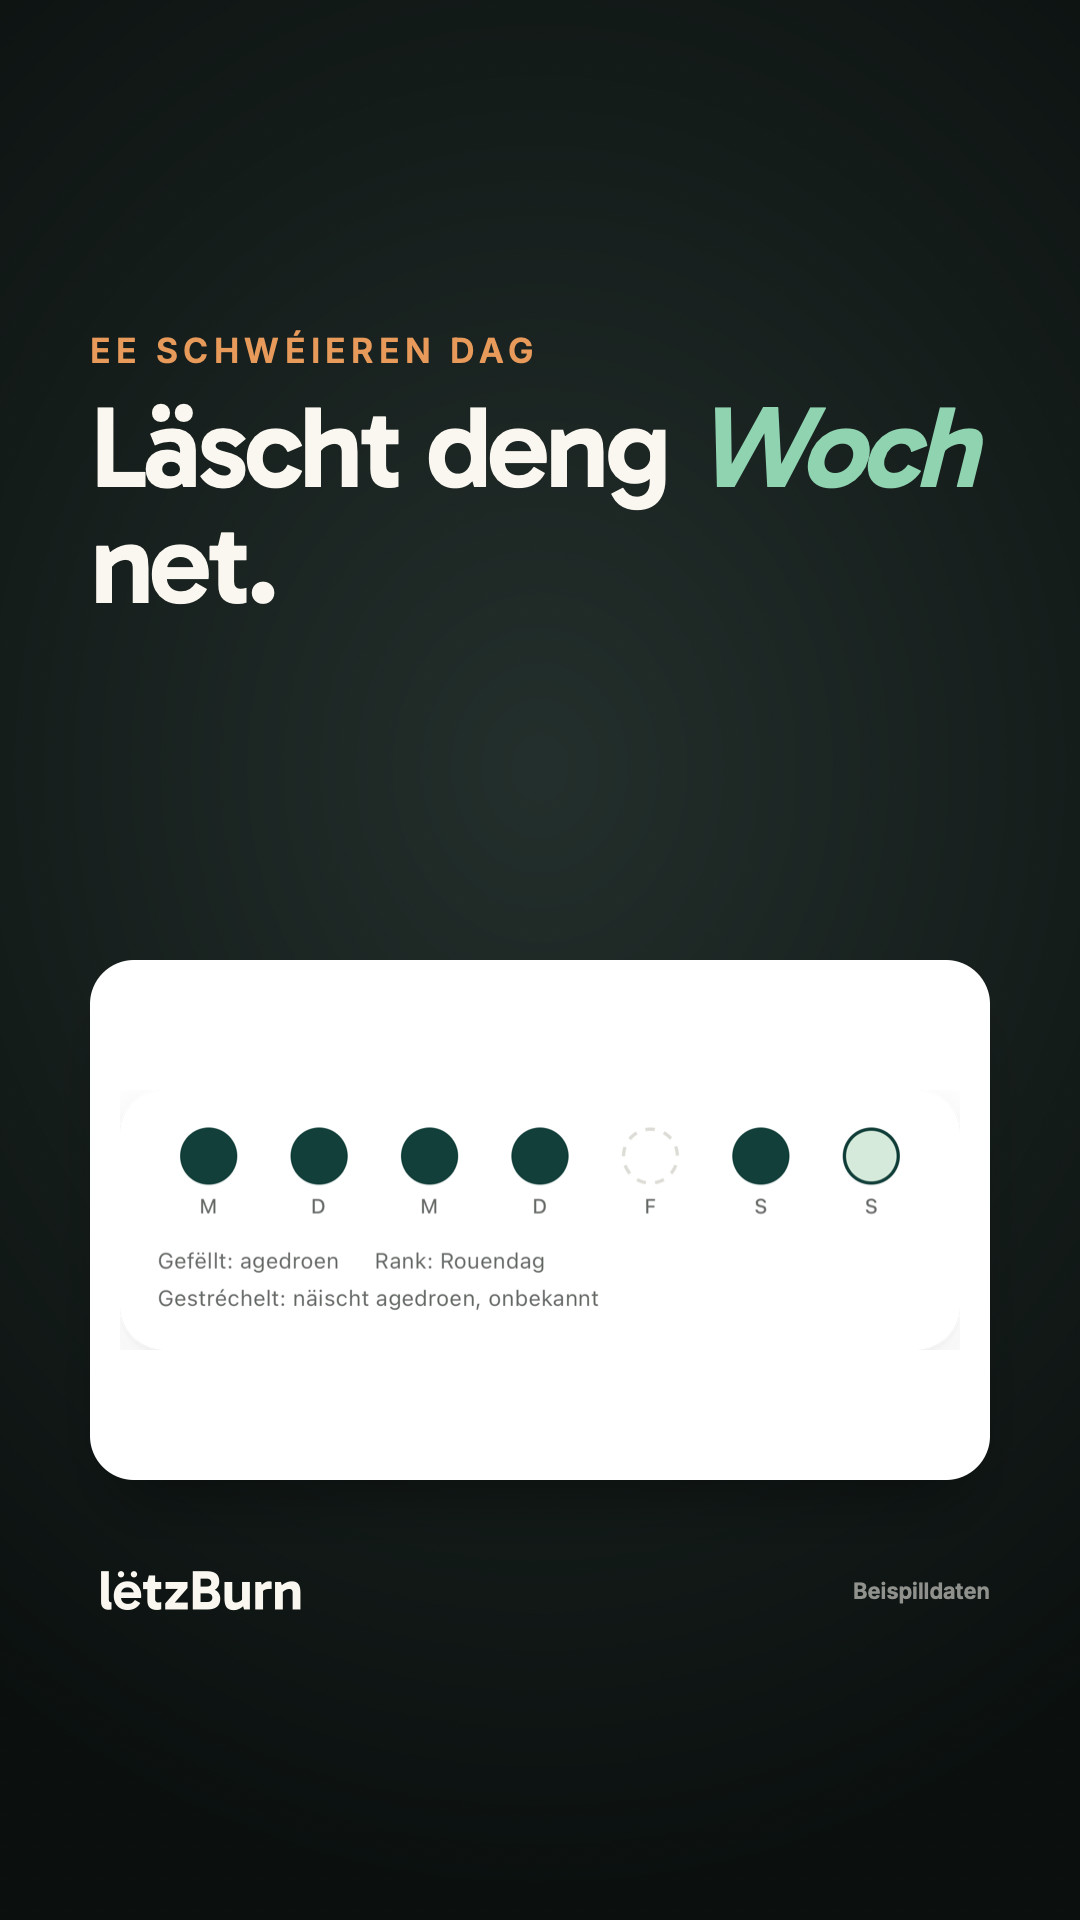 EE SCHWÉIEREN DAG
Läscht deng Woch
net.
M D M D F S S
Gefëllt: agedroen Rank: Rouendag
Gestréchelt: näischt agedroen, onbekannt
lëtzBurn
Beispilldaten